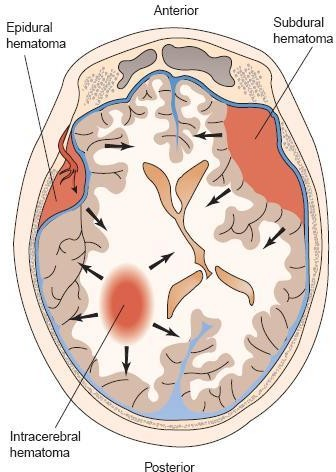 Anterior
Epidural
hematoma
Subdural
hematoma
Intracerebral
hematoma
Posterior